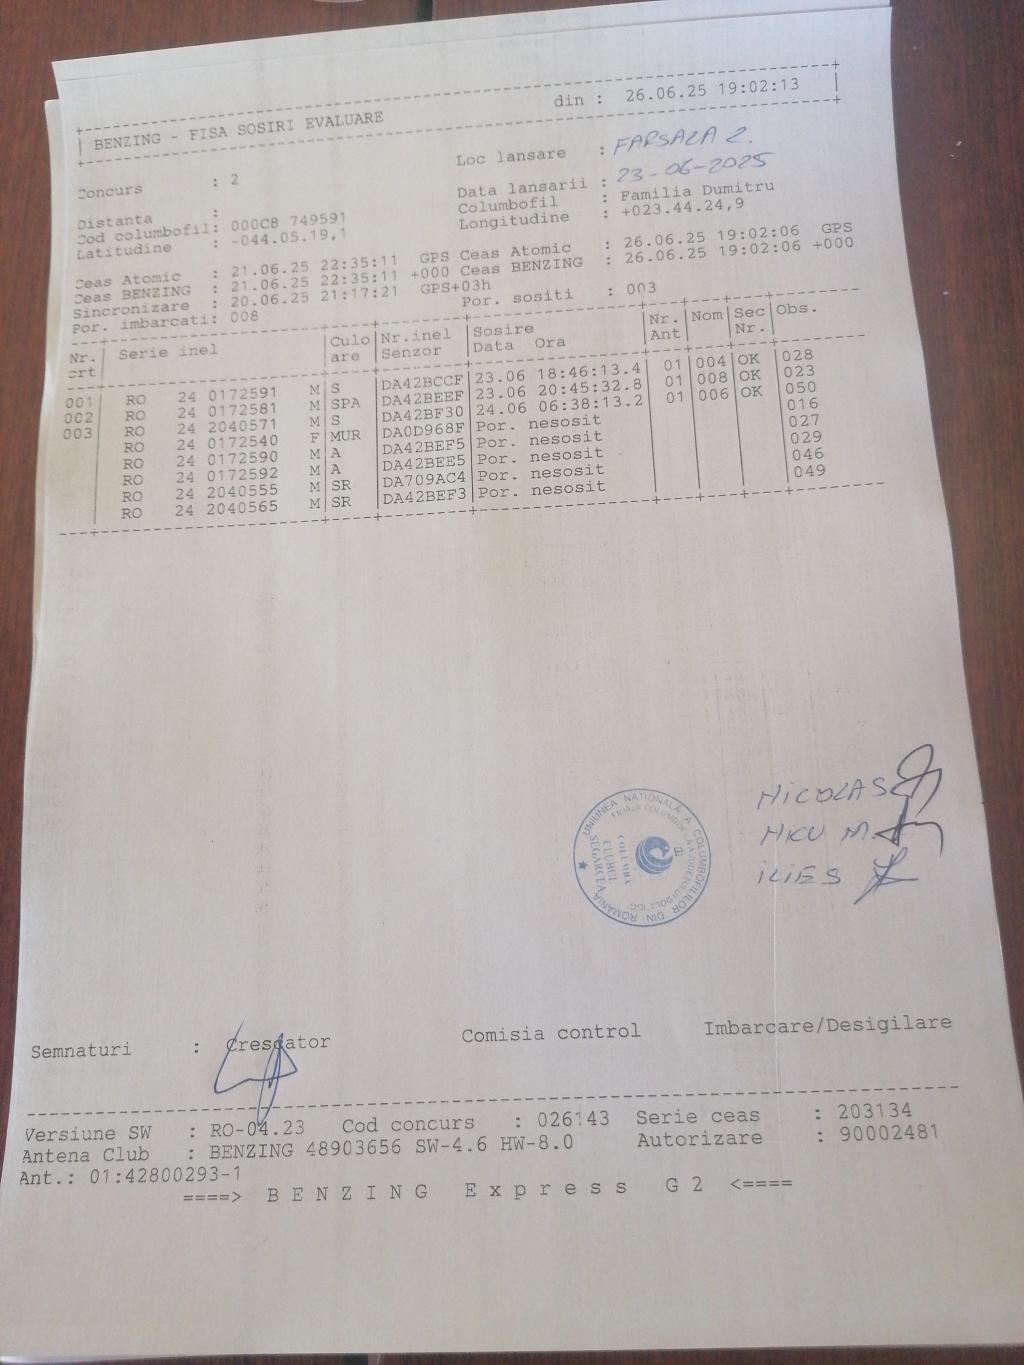 BENZING - FISA SOSIRI EVALUARE din : 26.06.25 19:02:13
Concurs : 2 Loc lansare : FARSALA 2.
Distanta : Data lansarii : 23-06-2025
Cod columbofil: 000C8 749591 Columbofil : Familia Dumitru
Latitudine : -044.05.19,1 Longitudine : +023.44.24,9
Ceas Atomic : 21.06.25 22:35:11 GPS Ceas Atomic : 26.06.25 19:02:06 GPS
Ceas BENZING : 21.06.25 22:35:11 +000 Ceas BENZING : 26.06.25 19:02:06 +000
Sincronizare : 20.06.25 21:17:21 GPS+03h
Por. imbarcati: 008 Por. sositi : 003
Nr. crt Serie inel Culo are Nr.inel Senzor Sosire Data Ora Nr. Ant Nom Sec Nr. Obs.
001 RO 24 0172591 M S DA42BCCF 23.06 18:46:13.4 01 004 OK 028
002 RO 24 0172581 M SPA DA42BEEF 23.06 20:45:32.8 01 008 OK 023
003 RO 24 2040571 M S DA42BF30 24.06 06:38:13.2 01 006 OK 050
RO 24 0172540 F MUR DA0D968F Por. nesosit 016
RO 24 0172590 M A DA42BEF5 Por. nesosit 027
RO 24 0172592 M A DA42BEE5 Por. nesosit 029
RO 24 2040555 M SR DA709AC4 Por. nesosit 046
RO 24 2040565 M SR DA42BEF3 Por. nesosit 049
NICOLAS
MICU M.
ILIES
UNIUNEA NATIONALA A COLUMBOFILILOR DIN ROMANIA
CLUBUL
COLUMBA
SEGARCEA
Semnaturi : Crescator Comisia control Imbarcare/Desigilare
Versiune SW : RO-04.23 Cod concurs : 026143 Serie ceas : 203134
Antena Club : BENZING 48903656 SW-4.6 HW-8.0 Autorizare : 90002481
Ant.: 01:42800293-1
====> B E N Z I N G E x p r e s s G 2 <====